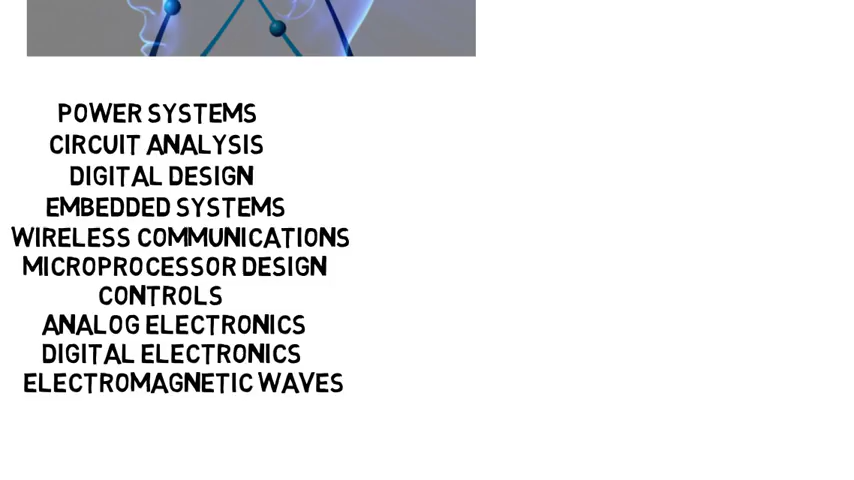 POWER SYSTEMS
CIRCUIT ANALYSIS
DIGITAL DESIGN
EMBEDDED SYSTEMS
WIRELESS COMMUNICATIONS
MICROPROCESSOR DESIGN
CONTROLS
ANALOG ELECTRONICS
DIGITAL ELECTRONICS
ELECTROMAGNETIC WAVES